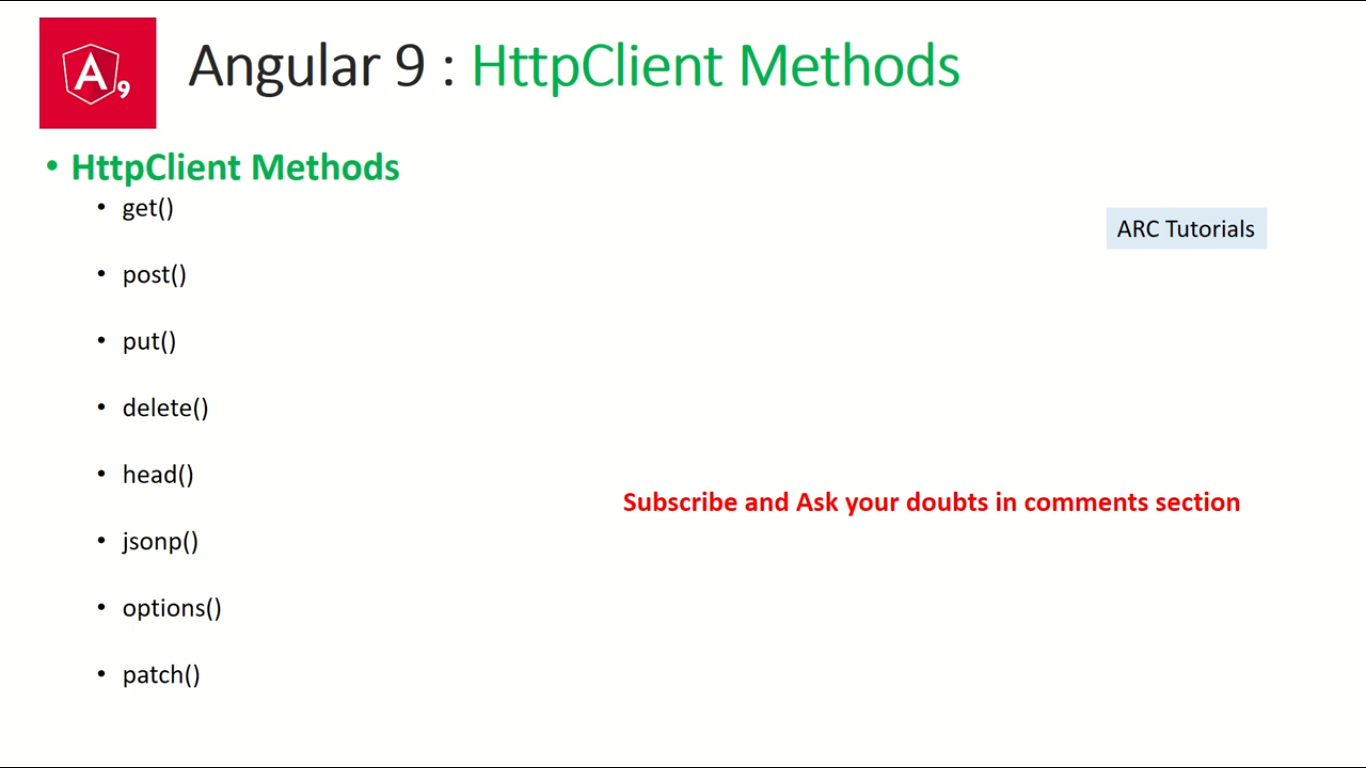 A9
Angular 9 : HttpClient Methods
• HttpClient Methods
• get()
ARC Tutorials
• post()
• put()
• delete()
• head()
Subscribe and Ask your doubts in comments section
• jsonp()
• options()
• patch()